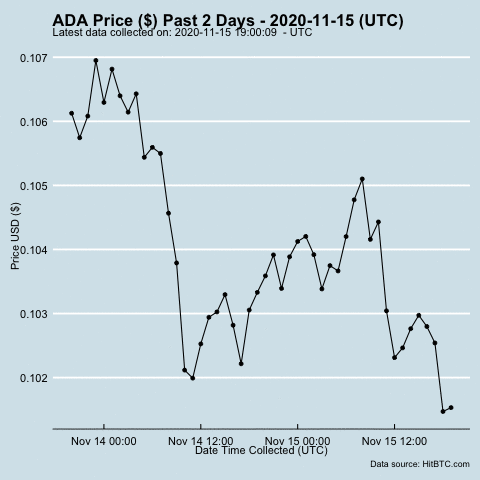 ADA Price ($) Past 2 Days - 2020-11-15 (UTC)
Latest data collected on: 2020-11-15 19:00:09 - UTC
0.107
0.106
0.105
0.104
0.103
0.102
Price USD ($)
Nov 14 00:00 Nov 14 12:00 Nov 15 00:00 Nov 15 12:00
Date Time Collected (UTC)
Data source: HitBTC.com